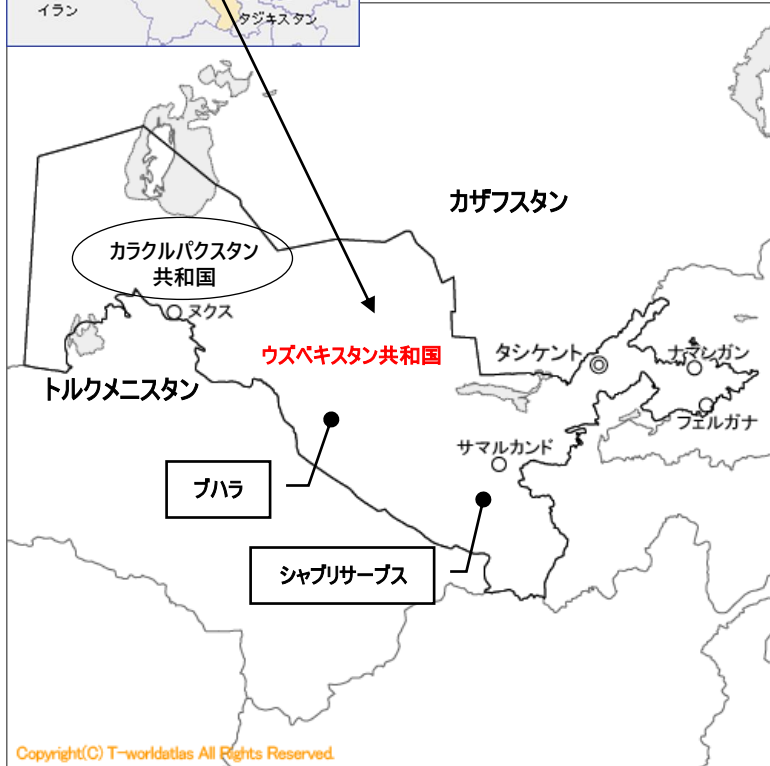 イラン
タジキスタン
カザフスタン
カラクルパクスタン
共和国
ヌクス
ウズベキスタン共和国
タシケント
ナマンガン
トルクメニスタン
フェルガナ
サマルカンド
ブハラ
シャブリサーブス
Copyright(C) T-worldatlas All Rights Reserved.